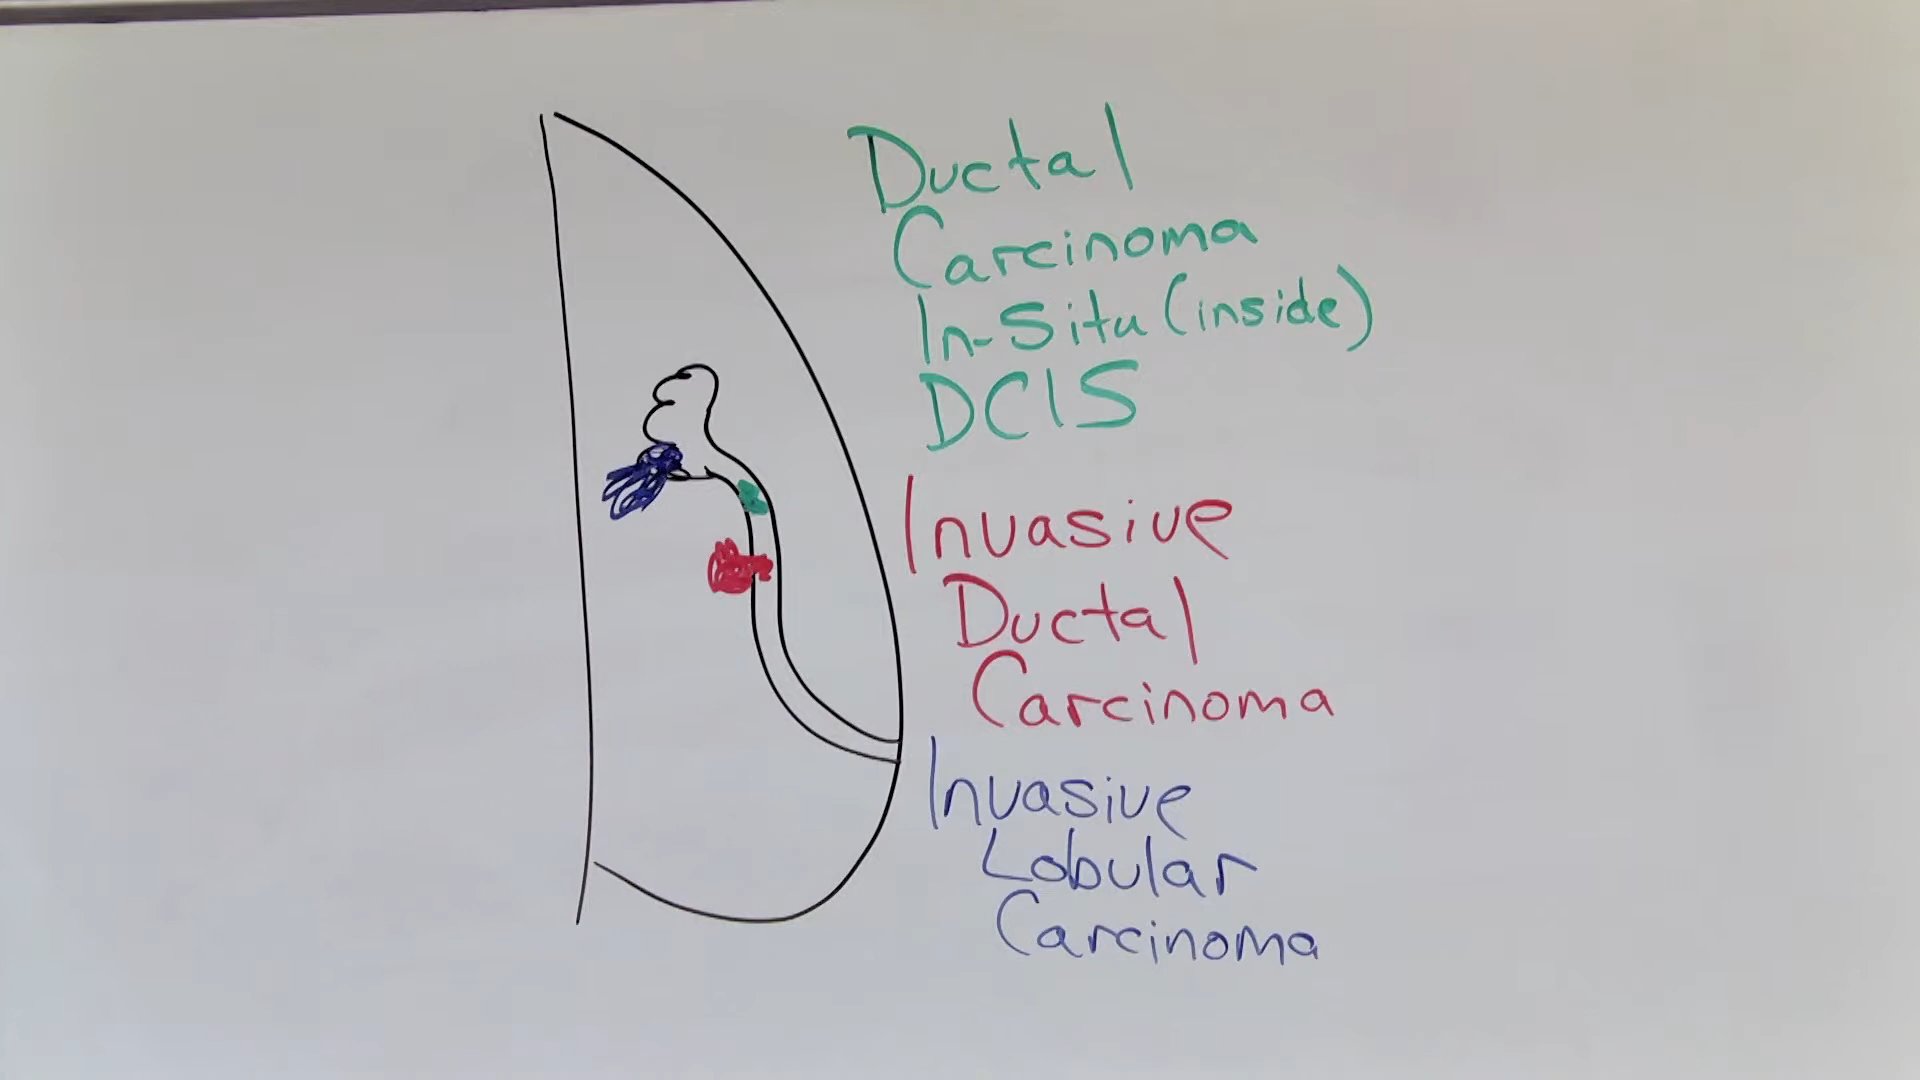 Ductal
Carcinoma
In-Situ (inside)
DCIS
Invasive
Ductal
Carcinoma
Invasive
Lobular
Carcinoma